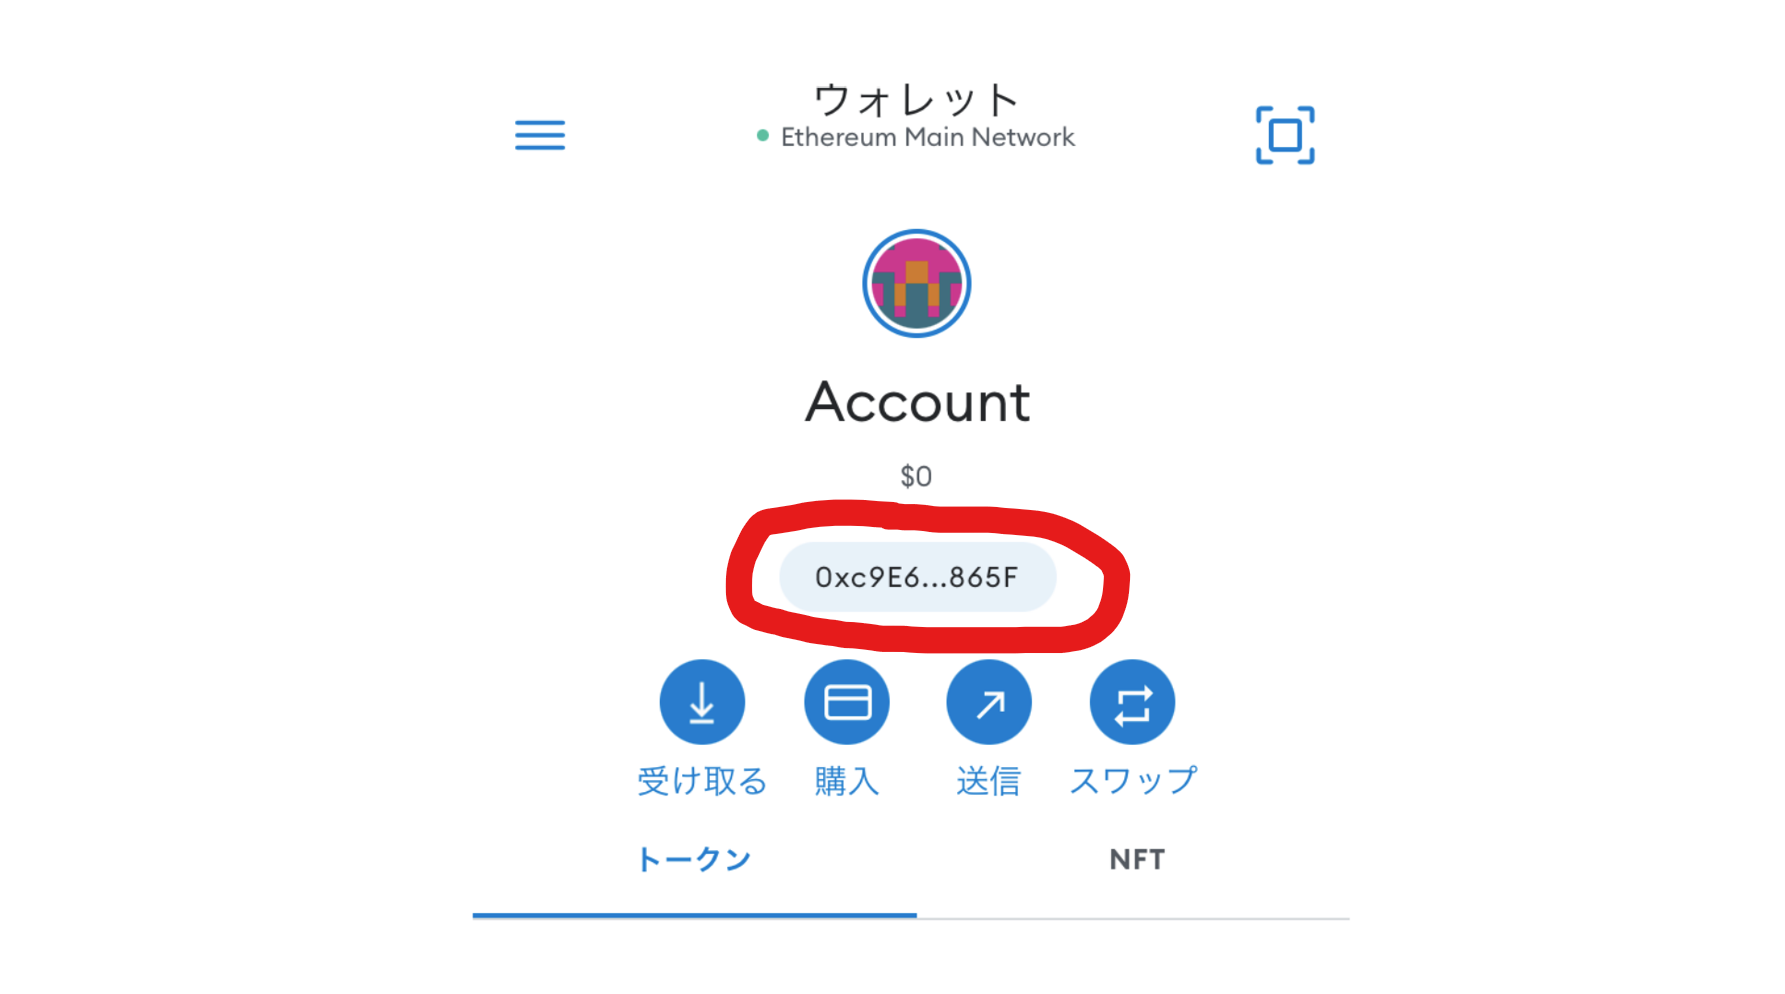 ウォレット
Ethereum Main Network
Account
$0
0xc9E6...865F
受け取る 購入 送信 スワップ
トークン NFT